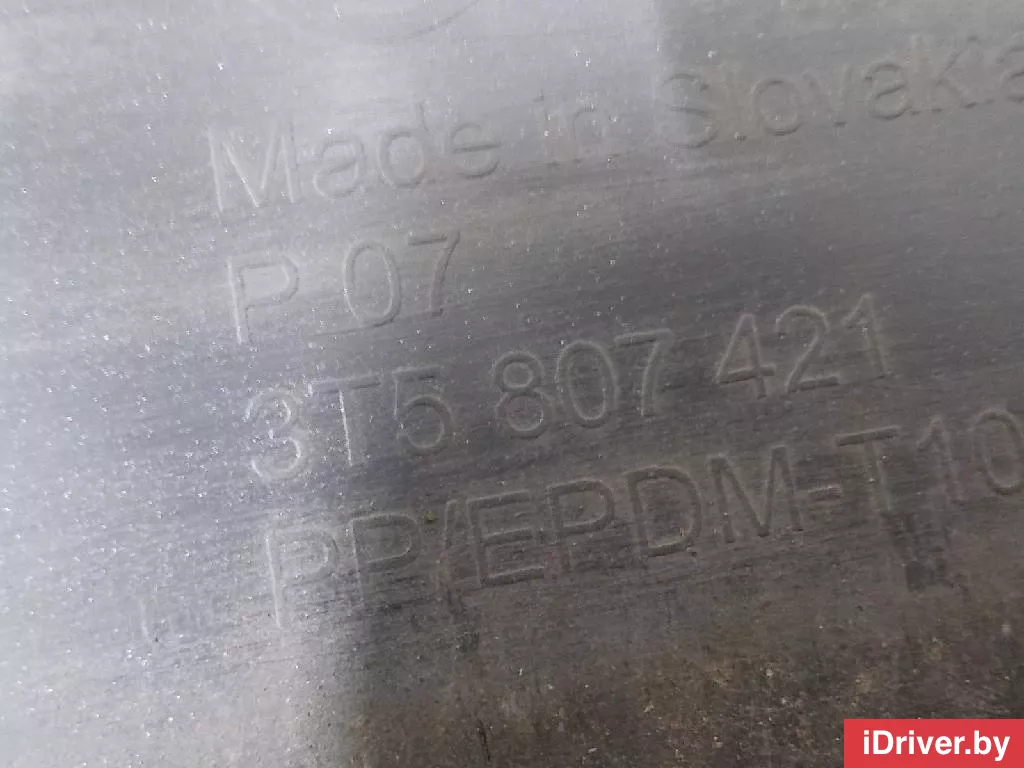 Made in Slovakia
P 07
3T5 807 421
PP/EPDM-T10
iDriver.by